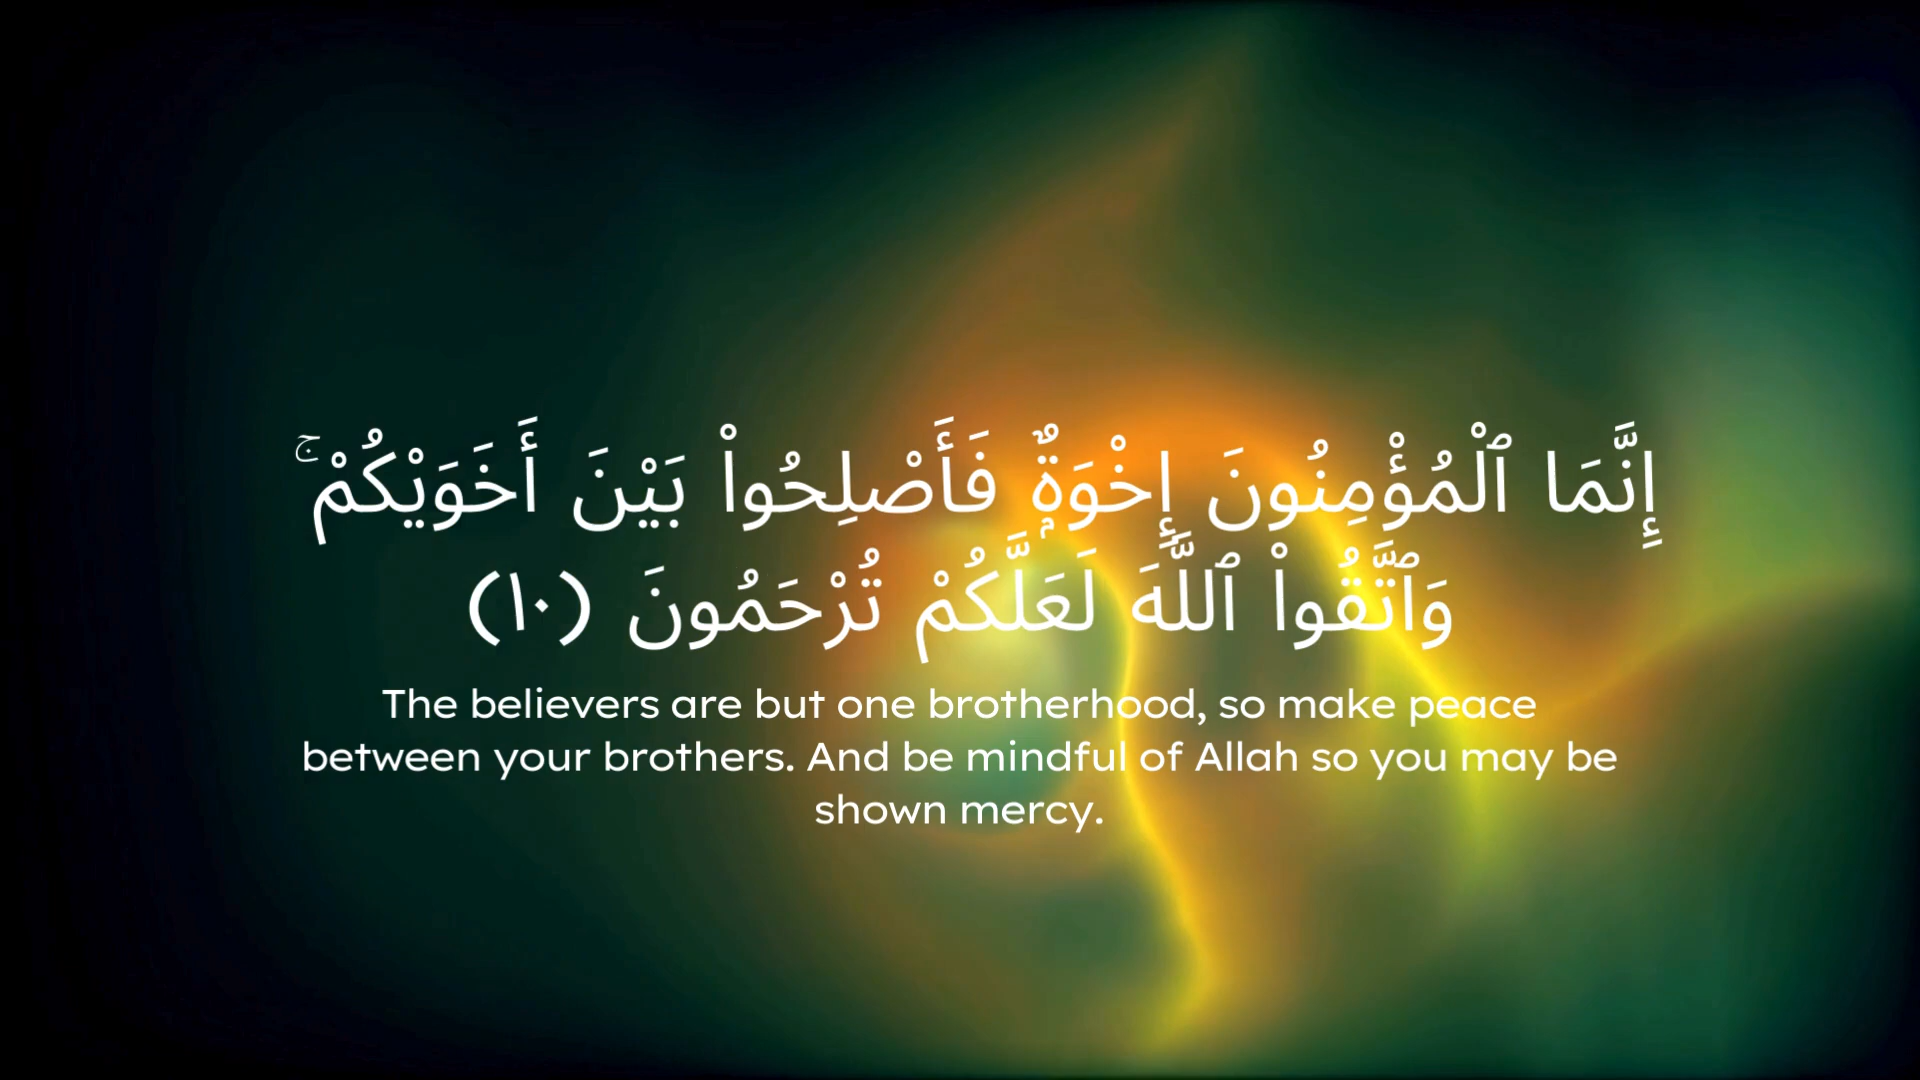 إِنَّمَا ٱلْمُؤْمِنُونَ إِخْوَةٌۭ فَأَصْلِحُوا۟ بَيْنَ أَخَوَيْكُمْ ۚ
وَٱتَّقُوا۟ ٱللَّهَ لَعَلَّكُمْ تُرْحَمُونَ (١٠)
The believers are but one brotherhood, so make peace
between your brothers. And be mindful of Allah so you may be
shown mercy.